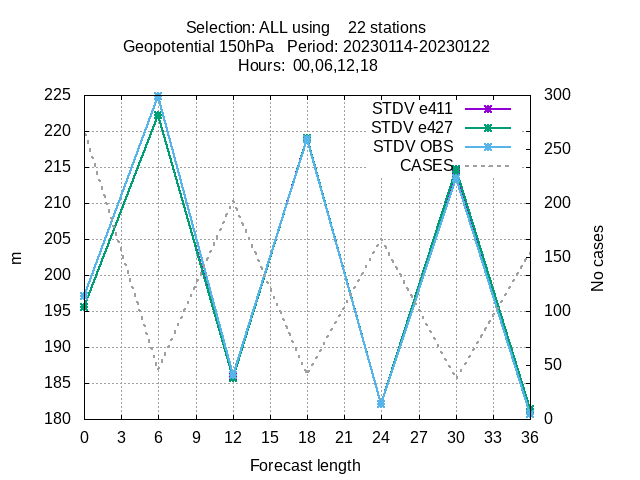 Selection: ALL using    22 stations
Geopotential 150hPa   Period: 20230114-20230122
Hours:  00,06,12,18
225
220
215
210
205
200
195
190
185
180
m
300
250
200
150
100
50
0
No cases
STDV e411
STDV e427
STDV OBS
CASES
0 3 6 9 12 15 18 21 24 27 30 33 36
Forecast length